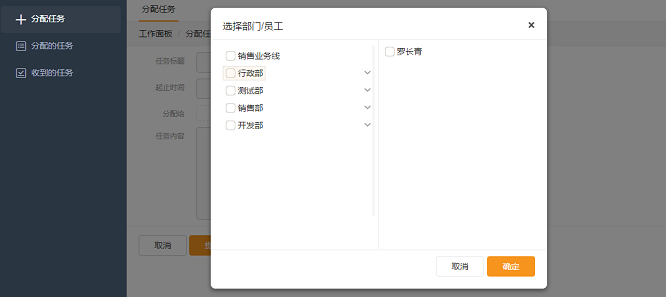 分配任务
分配的任务
收到的任务
分配任务
工作面板 / 分配任
任务标题
起止时间
分配给
任务内容
取消
选择部门/员工
销售业务线
行政部
测试部
销售部
开发部
罗长青
取消
确定